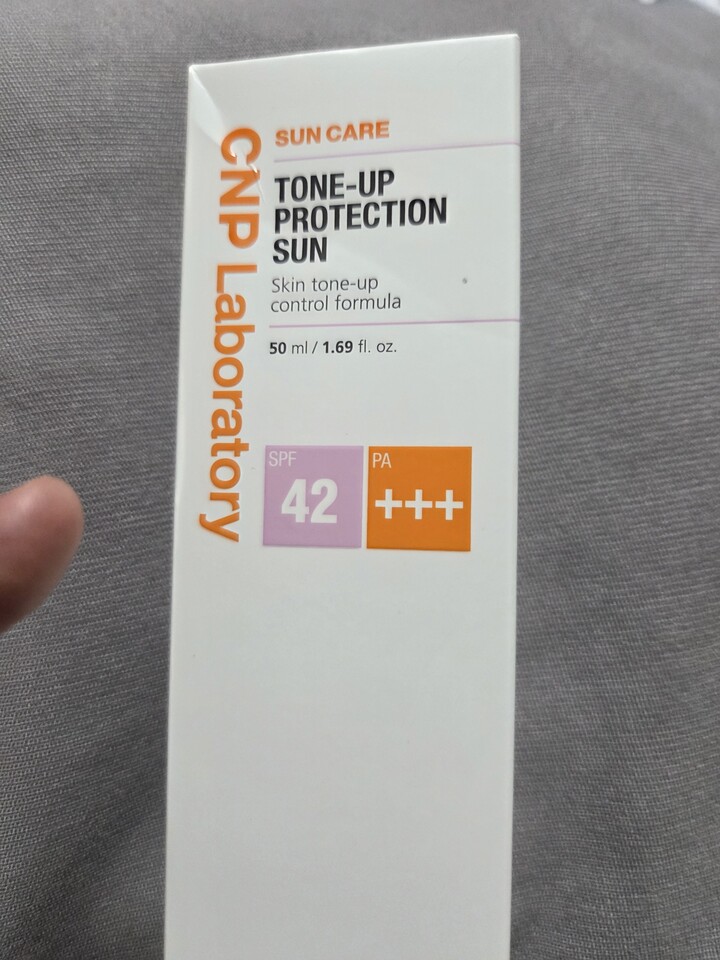 CNP Laboratory
SUN CARE
TONE-UP
PROTECTION
SUN
Skin tone-up
control formula
50 ml / 1.69 fl. oz.
SPF
42
PA
+++